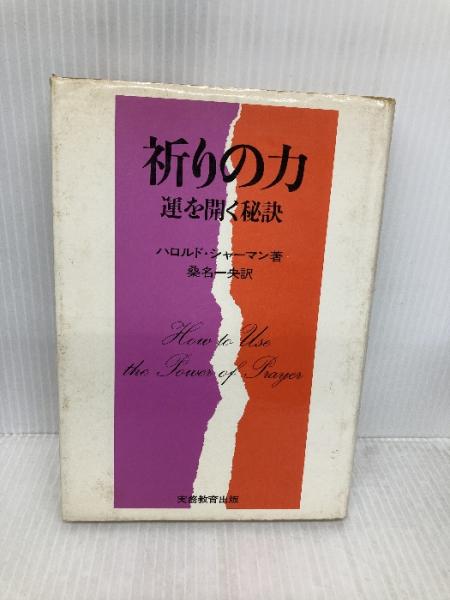 祈りの力
運を開く秘訣
ハロルド・シャーマン著
桑名一央訳
How to Use
the Power of Prayer
実務教育出版